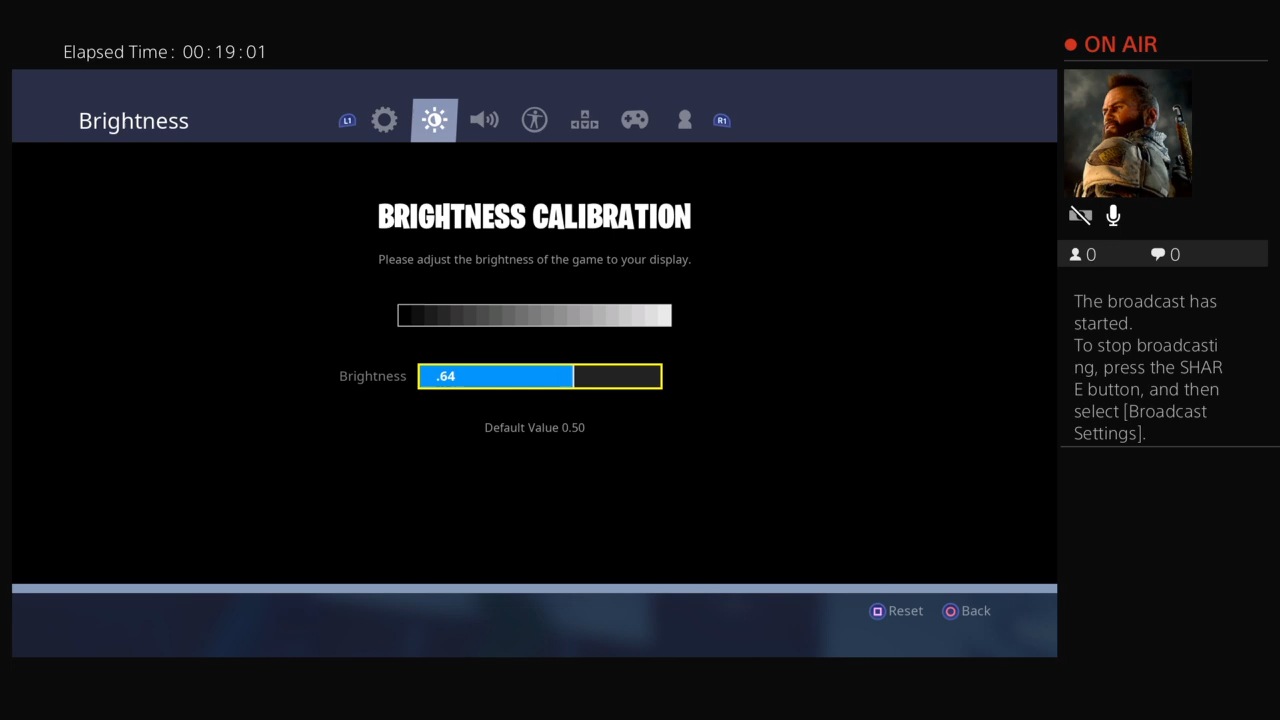 Elapsed Time: 00:19:01
ON AIR
Brightness
L1
R1
BRIGHTNESS CALIBRATION
Please adjust the brightness of the game to your display.
Brightness
.64
Default Value 0.50
Reset
Back
0
0
The broadcast has
started.
To stop broadcasti
ng, press the SHAR
E button, and then
select [Broadcast
Settings].